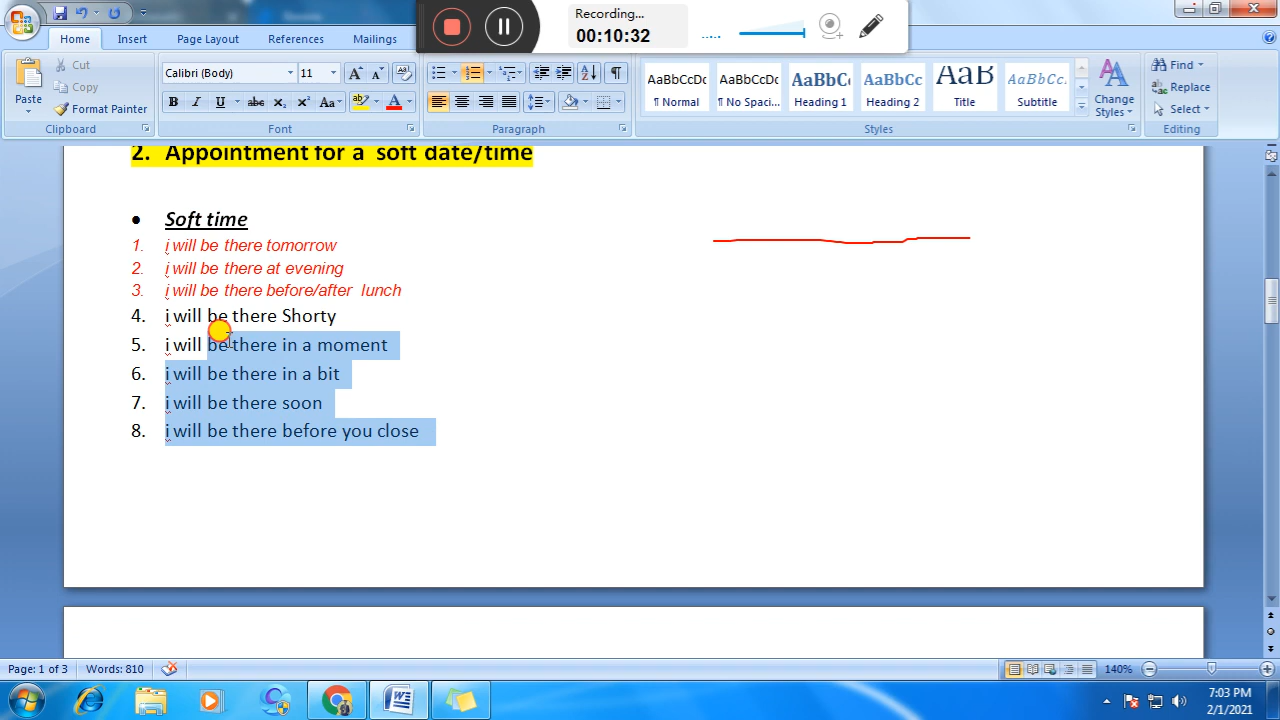 Recording...
00:10:32
Home Insert Page Layout References Mailings
Paste
Cut
Copy
Format Painter
Clipboard
Calibri (Body) 11
B I U abc X₂ X² Aa A
Font
Paragraph
AaBbCcDc AaBbCcDc AaBbC AaBbCc AaB AaBbCc.
¶ Normal ¶ No Spaci... Heading 1 Heading 2 Title Subtitle
Change Styles
Styles
Find
Replace
Select
Editing
2. Appointment for a soft date/time
• Soft time
1. i will be there tomorrow
2. i will be there at evening
3. i will be there before/after lunch
4. i will be there Shorty
5. i will be there in a moment
6. i will be there in a bit
7. i will be there soon
8. i will be there before you close
Page: 1 of 3 Words: 810
140%
7:03 PM
2/1/2021